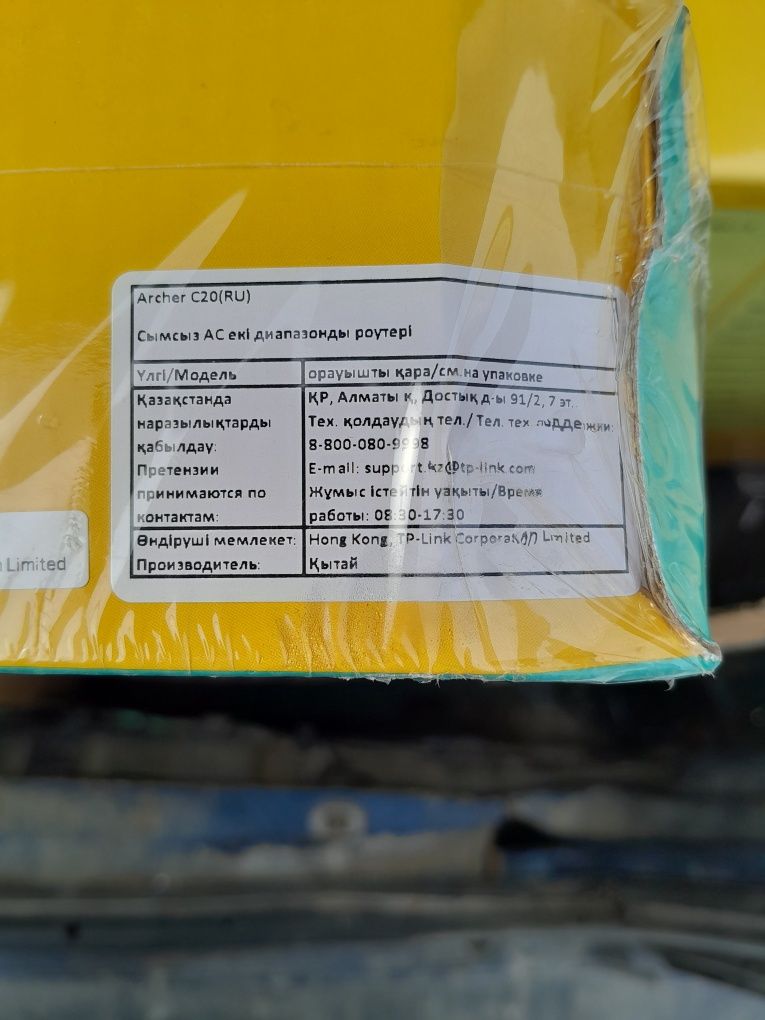 Archer C20(RU)
Сымсыз АС екі диапазонды роутері
Үлгі/Модель
орауышты қара/см.на упаковке
Қазақстанда
наразылықтарды
қабылдау:
Претензии
принимаются по
контактам:
ҚР, Алматы қ, Достық д-ы 91/2, 7 эт..
Тех. қолдаудың тел./ Тел. тех поддержки:
8-800-080-9998
E-mail: support.kz@tp-link.com
Жұмыс істейтін уақыты/Время
работы: 08:30-17:30
Өндіруші мемлекет:
Производитель:
Hong Kong, TP-Link Corporation Limited
Қытай
Limited